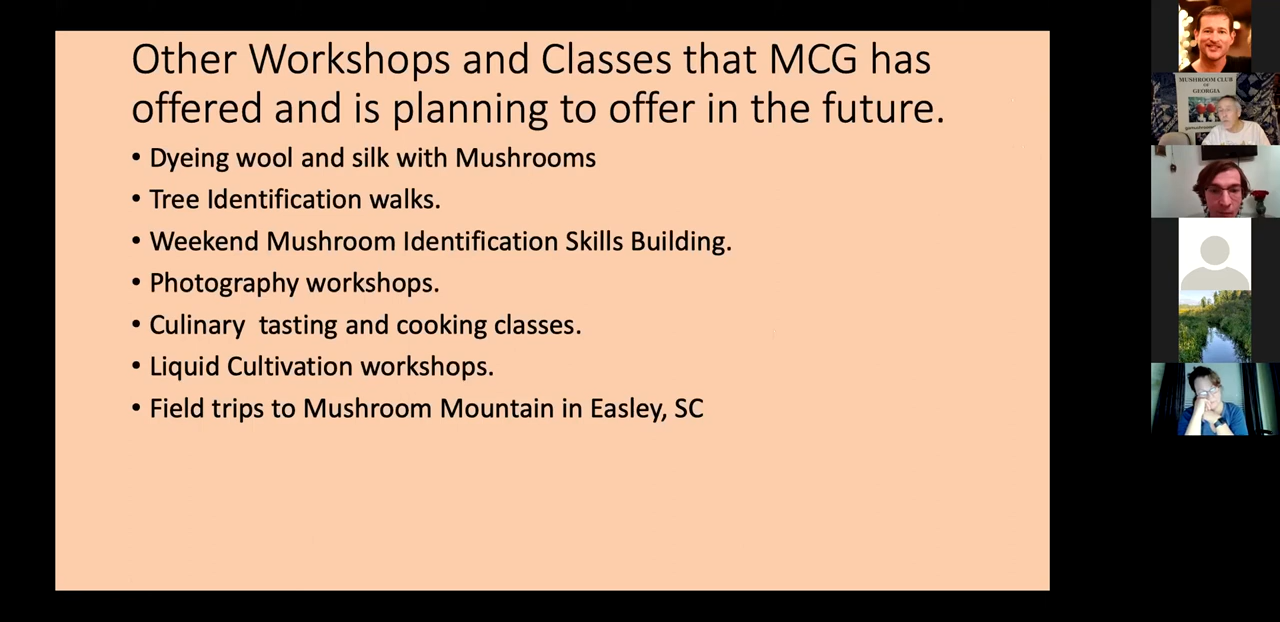 Other Workshops and Classes that MCG has
offered and is planning to offer in the future.
• Dyeing wool and silk with Mushrooms
• Tree Identification walks.
• Weekend Mushroom Identification Skills Building.
• Photography workshops.
• Culinary  tasting and cooking classes.
• Liquid Cultivation workshops.
• Field trips to Mushroom Mountain in Easley, SC
MUSHROOM CLUB
OF
GEORGIA